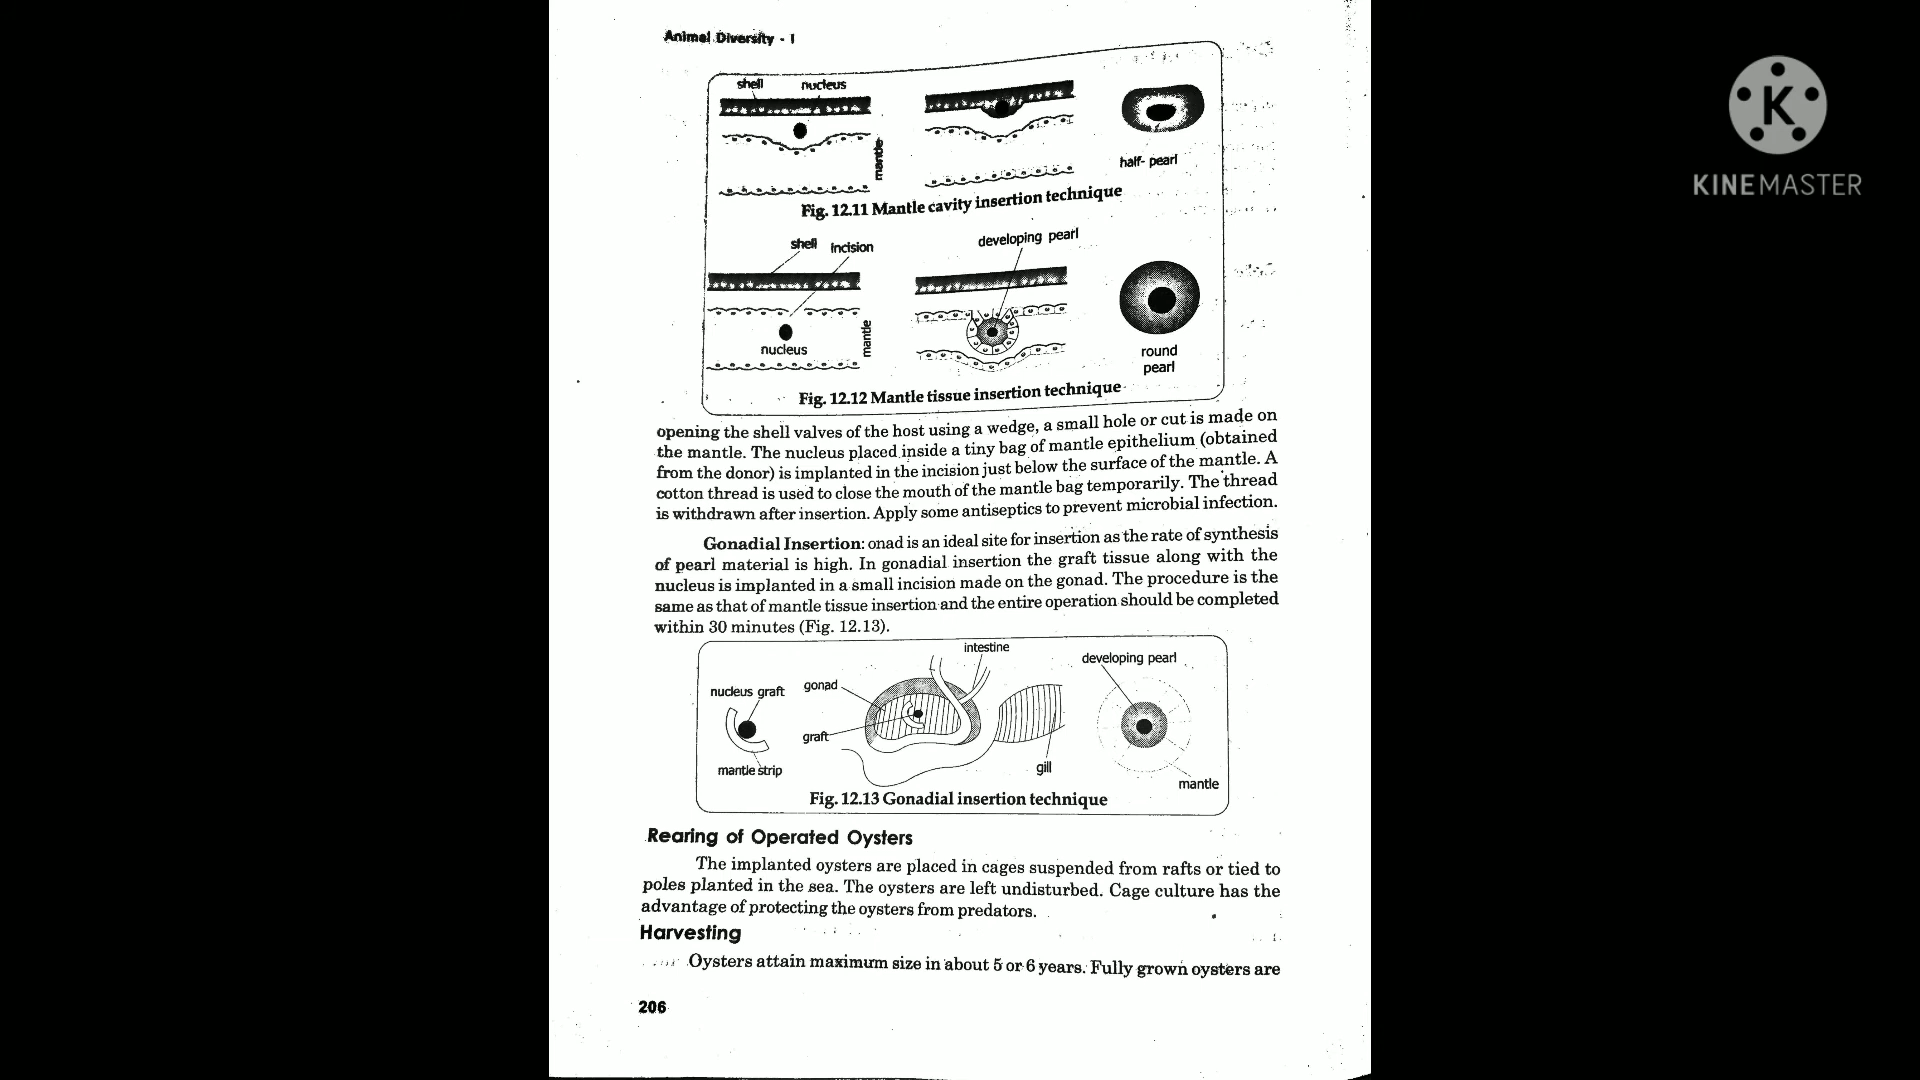 Animal Diversity - I
shell nucleus
mantle
half- pearl
Fig. 12.11 Mantle cavity insertion technique
shell incision
developing pearl
nucleus
mantle
round
pearl
Fig. 12.12 Mantle tissue insertion technique
opening the shell valves of the host using a wedge, a small hole or cut is made on
the mantle. The nucleus placed inside a tiny bag of mantle epithelium (obtained
from the donor) is implanted in the incision just below the surface of the mantle. A
cotton thread is used to close the mouth of the mantle bag temporarily. The thread
is withdrawn after insertion. Apply some antiseptics to prevent microbial infection.
Gonadial Insertion: onad is an ideal site for insertion as the rate of synthesis
of pearl material is high. In gonadial insertion the graft tissue along with the
nucleus is implanted in a small incision made on the gonad. The procedure is the
same as that of mantle tissue insertion and the entire operation should be completed
within 30 minutes (Fig. 12.13).
intestine
developing pearl
nucleus graft
gonad
graft
mantle strip
gill
mantle
Fig. 12.13 Gonadial insertion technique
Rearing of Operated Oysters
The implanted oysters are placed in cages suspended from rafts or tied to
poles planted in the sea. The oysters are left undisturbed. Cage culture has the
advantage of protecting the oysters from predators.
Harvesting
Oysters attain maximum size in about 5 or 6 years. Fully grown oysters are
206
K
KINEMASTER